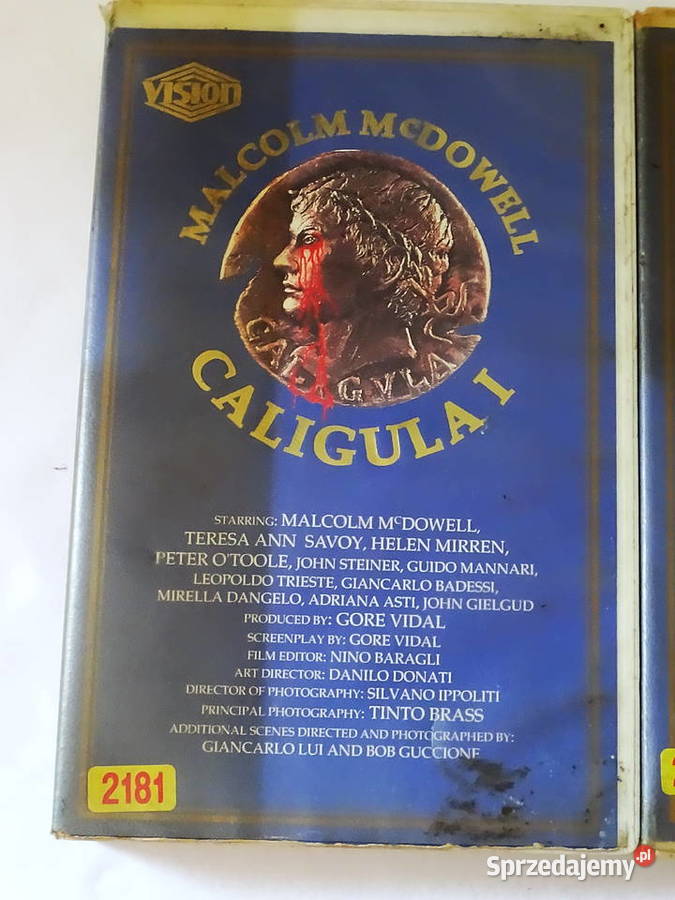 VISION
MALCOLM McDOWELL
CALIGULA
CALIGULA I
STARRING: MALCOLM McDOWELL,
TERESA ANN SAVOY, HELEN MIRREN,
PETER O'TOOLE, JOHN STEINER, GUIDO MANNARI,
LEOPOLDO TRIESTE, GIANCARLO BADESSI,
MIRELLA DANGELO, ADRIANA ASTI, JOHN GIELGUD
PRODUCED BY: GORE VIDAL
SCREENPLAY BY: GORE VIDAL
FILM EDITOR: NINO BARAGLI
ART DIRECTOR: DANILO DONATI
DIRECTOR OF PHOTOGRAPHY: SILVANO IPPOLITI
PRINCIPAL PHOTOGRAPHY: TINTO BRASS
ADDITIONAL SCENES DIRECTED AND PHOTOGRAPHED BY:
GIANCARLO LUI AND BOB GUCCIONE
2181
Sprzedajemy.pl